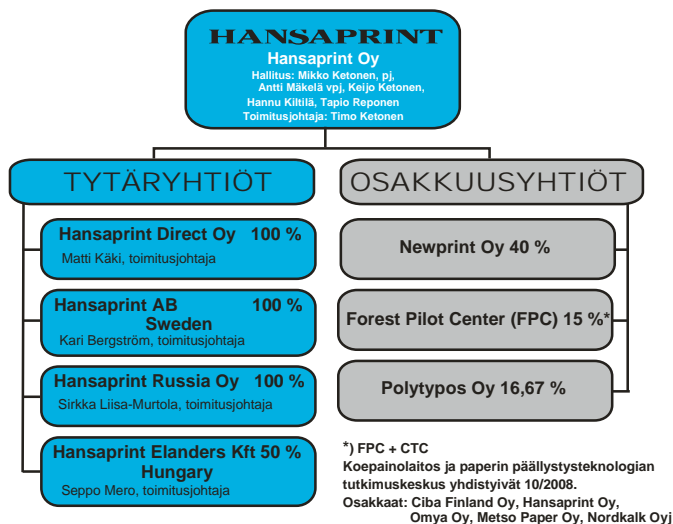 HANSAPRINT
Hansaprint Oy
Hallitus: Mikko Ketonen, pj,
Antti Mäkelä vpj, Keijo Ketonen,
Hannu Kiltilä, Tapio Reponen
Toimitusjohtaja: Timo Ketonen
TYTÄRYHTIÖT
Hansaprint Direct Oy 100 %
Matti Käki, toimitusjohtaja
Hansaprint AB 100 %
Sweden
Kari Bergström, toimitusjohtaja
Hansaprint Russia Oy 100 %
Sirkka Liisa-Murtola, toimitusjohtaja
Hansaprint Elanders Kft 50 %
Hungary
Seppo Mero, toimitusjohtaja
OSAKKUUSYHTIÖT
Newprint Oy 40 %
Forest Pilot Center (FPC) 15 %*
Polytypos Oy 16,67 %
*) FPC + CTC
Koepainolaitos ja paperin päällystysteknologian
tutkimuskeskus yhdistyivät 10/2008.
Osakkaat: Ciba Finland Oy, Hansaprint Oy,
Omya Oy, Metso Paper Oy, Nordkalk Oyj